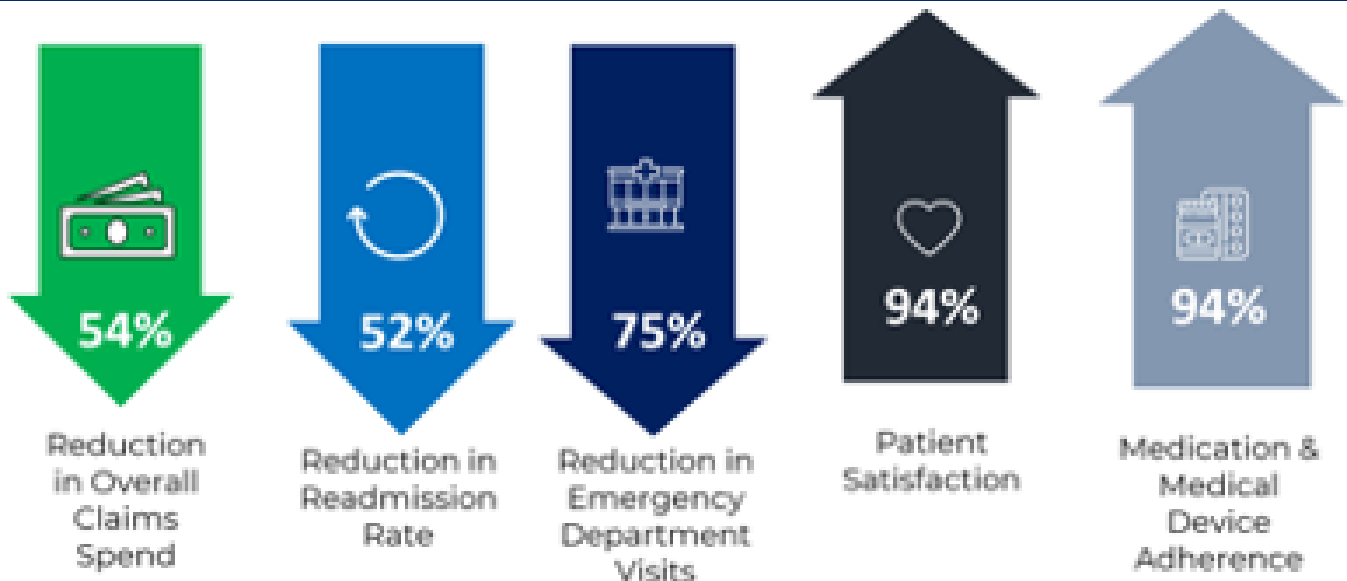 54%
Reduction
in Overall
Claims
Spend
52%
Reduction in
Readmission
Rate
75%
Reduction in
Emergency
Department
Visits
94%
Patient
Satisfaction
94%
Medication &
Medical
Device
Adherence